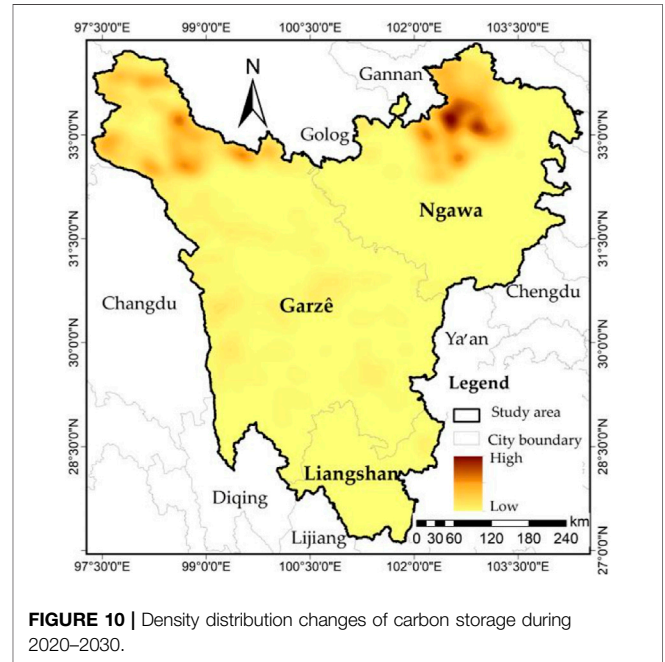 97°30'0"E 99°0'0"E 100°30'0"E 102°0'0"E 103°30'0"E
N
Gannan
Golog
33°0'0"N 33°0'0"N
Ngawa
31°30'0"N 31°30'0"N
Changdu
Garzê
Chengdu
Ya'an
30°0'0"N 30°0'0"N
Legend
Study area
City boundary
High
Low
28°30'0"N 28°30'0"N
Liangshan
Diqing
Lijiang
km
0 30 60 120 180 240
27°0'0"N
97°30'0"E 99°0'0"E 100°30'0"E 102°0'0"E 103°30'0"E
FIGURE 10 | Density distribution changes of carbon storage during
2020–2030.